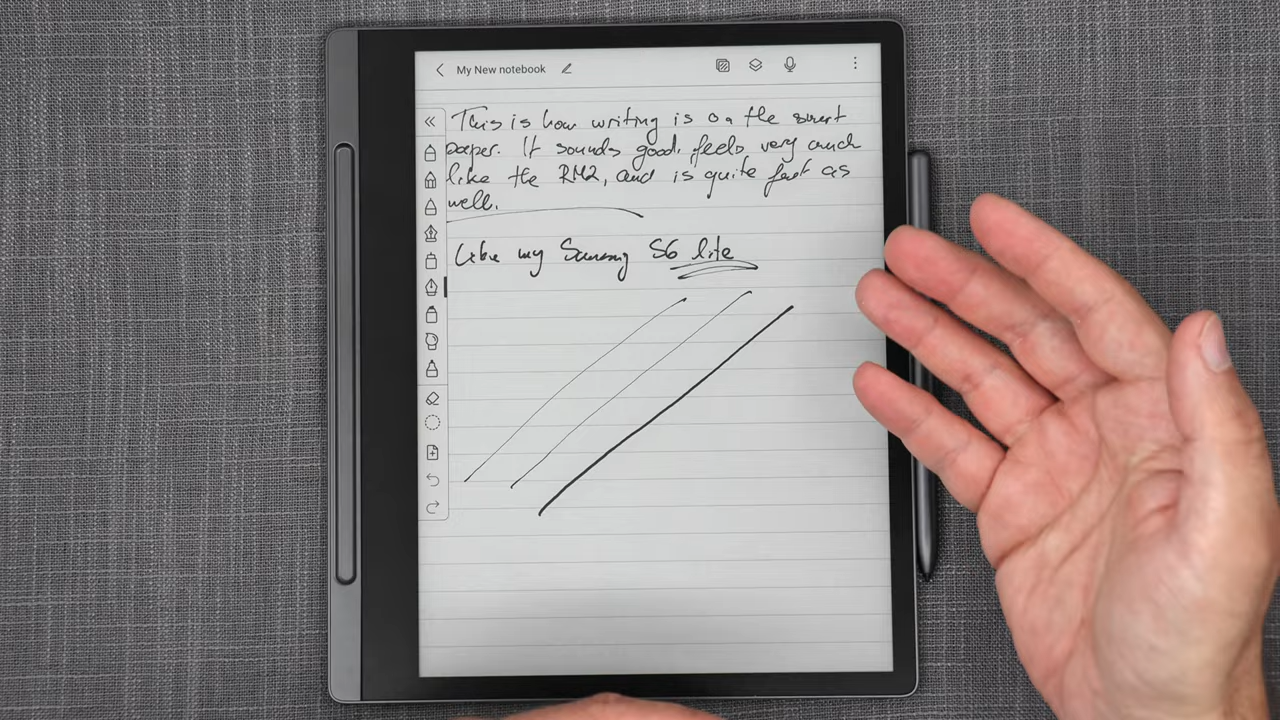 My New notebook
This is how writing is on the smart
paper. It sounds good, feels very much
like the RM2, and is quite fast as
well.
Like my Samsung S6 lite